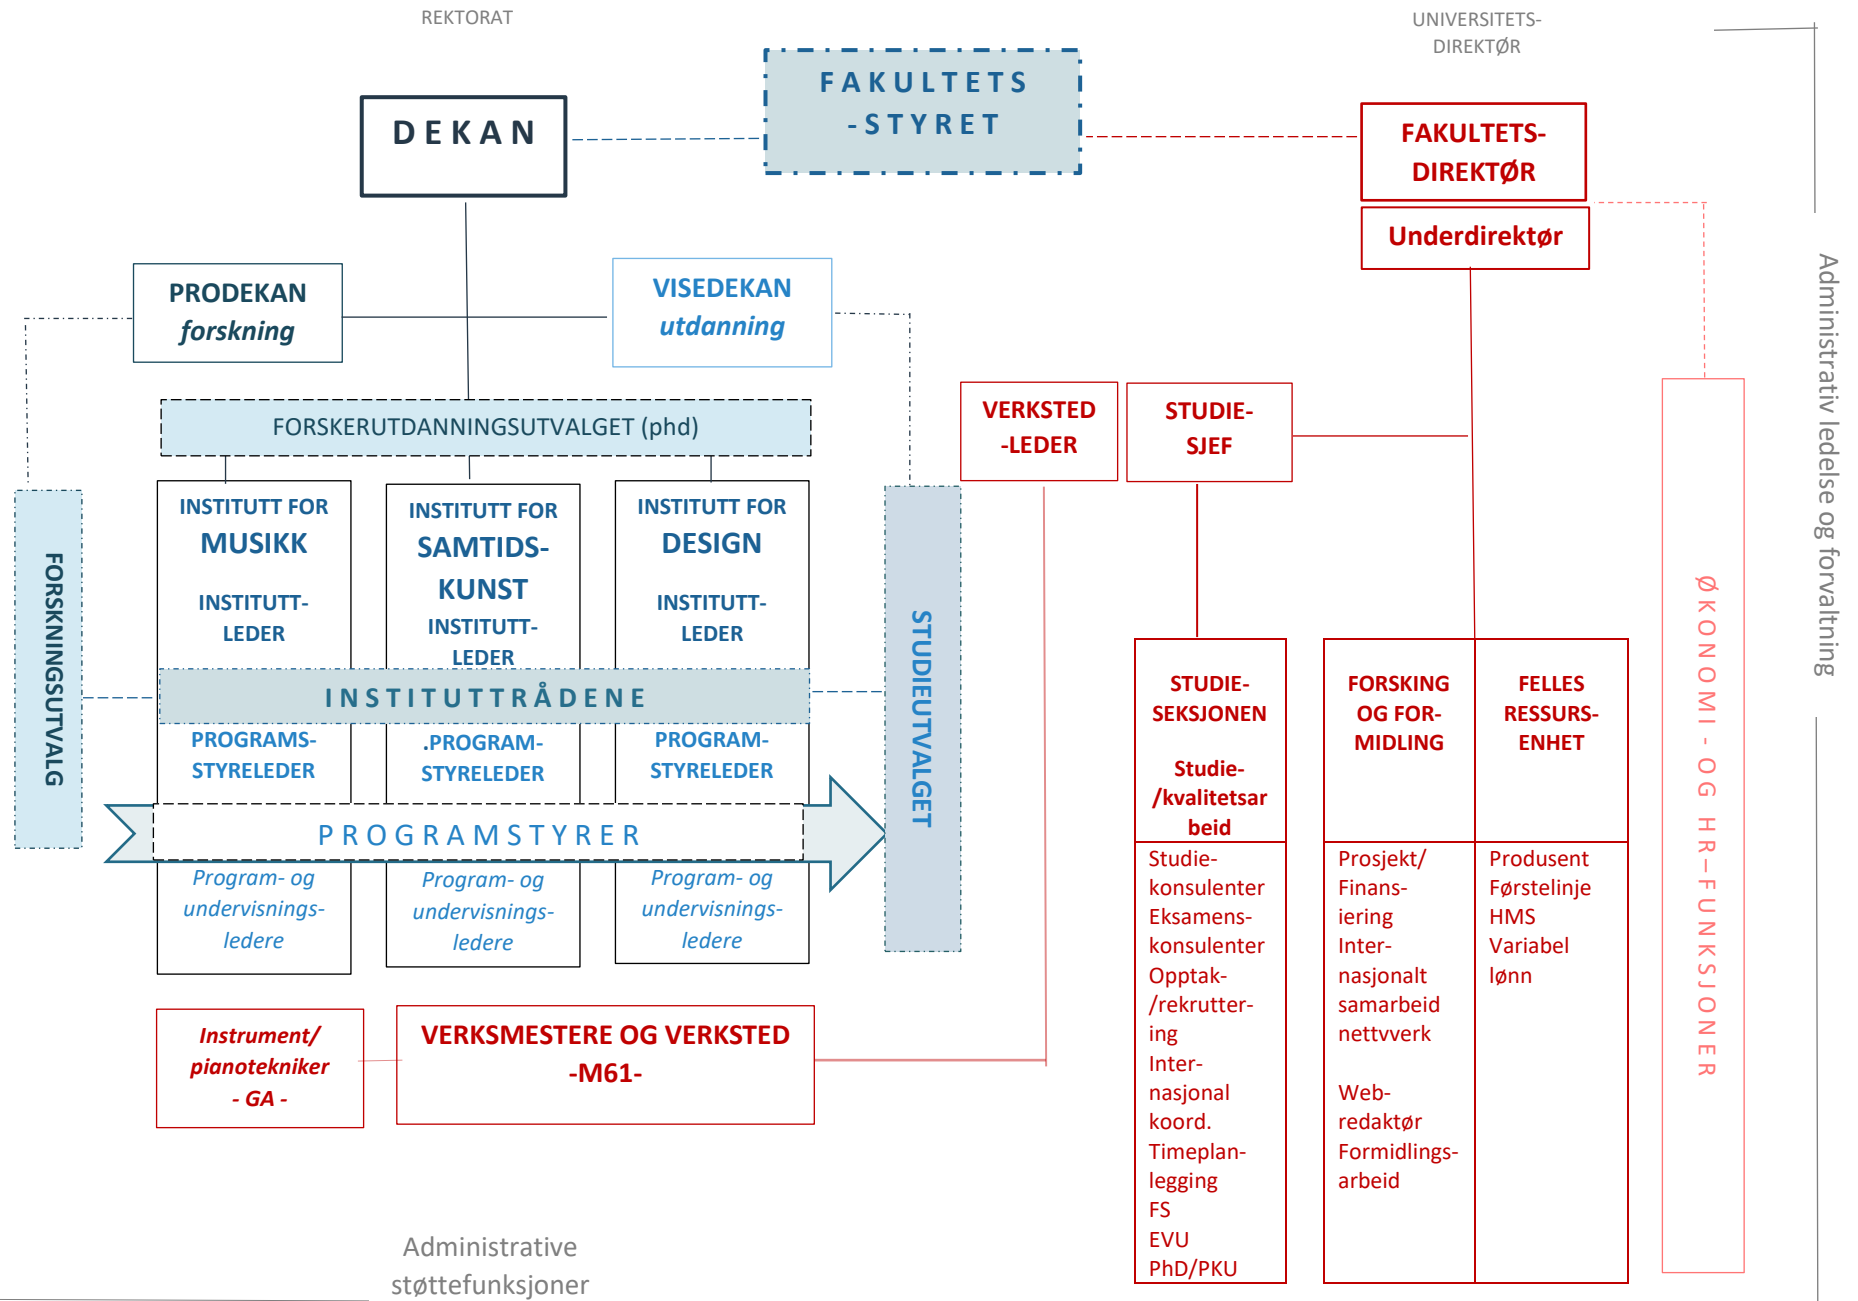 REKTORAT
UNIVERSITETS-
DIREKTØR
FAKULTETS
-STYRET
DEKAN
FAKULTETS-
DIREKTØR
Underdirektør
PRODEKAN
forskning
VISEDEKAN
utdanning
Administrativ ledelse og forvaltning
FORSKERUTDANNINGSUTVALGET (phd)
VERKSTED
-LEDER
STUDIE-
SJEF
FORSKNINGSUTVALG
INSTITUTT FOR
MUSIKK
INSTITUTT-
LEDER
INSTITUTT FOR
SAMTIDS-
KUNST
INSTITUTT-
LEDER
INSTITUTT FOR
DESIGN
INSTITUTT-
LEDER
STUDIEUTVALGET
INSTITUTTRÅDENE
PROGRAMS-
STYRELEDER
.PROGRAM-
STYRELEDER
PROGRAM-
STYRELEDER
PROGRAMSTYRER
Program- og
undervisnings-
ledere
Program- og
undervisnings-
ledere
Program- og
undervisnings-
ledere
Instrument/
pianotekniker
- GA -
VERKSMESTERE OG VERKSTED
-M61-
STUDIE-
SEKSJONEN
Studie-
/kvalitetsar
beid
Studie-
konsulenter
Eksamens-
konsulenter
Opptak-
/rekrutter-
ing
Inter-
nasjonal
koord.
Timeplan-
legging
FS
EVU
PhD/PKU
FORSKING
OG FOR-
MIDLING
Prosjekt/
Finans-
iering
Inter-
nasjonalt
samarbeid
nettvverk
Web-
redaktør
Formidlings-
arbeid
FELLES
RESSURS-
ENHET
Produsent
Førstelinje
HMS
Variabel
lønn
ØKONOMI - OG HR–FUNKSJONER
Administrative
støttefunksjoner